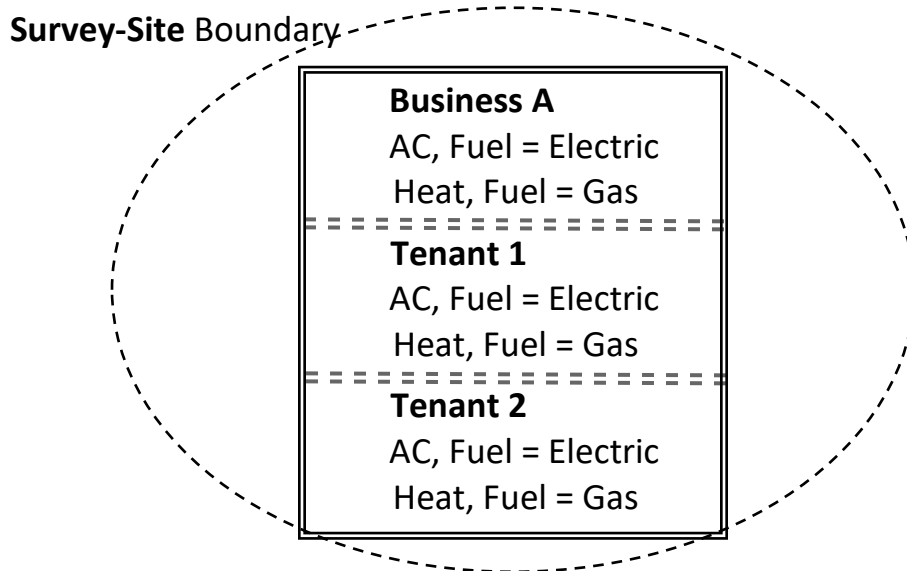 Survey-Site Boundary
Business A
AC, Fuel = Electric
Heat, Fuel = Gas
Tenant 1
AC, Fuel = Electric
Heat, Fuel = Gas
Tenant 2
AC, Fuel = Electric
Heat, Fuel = Gas